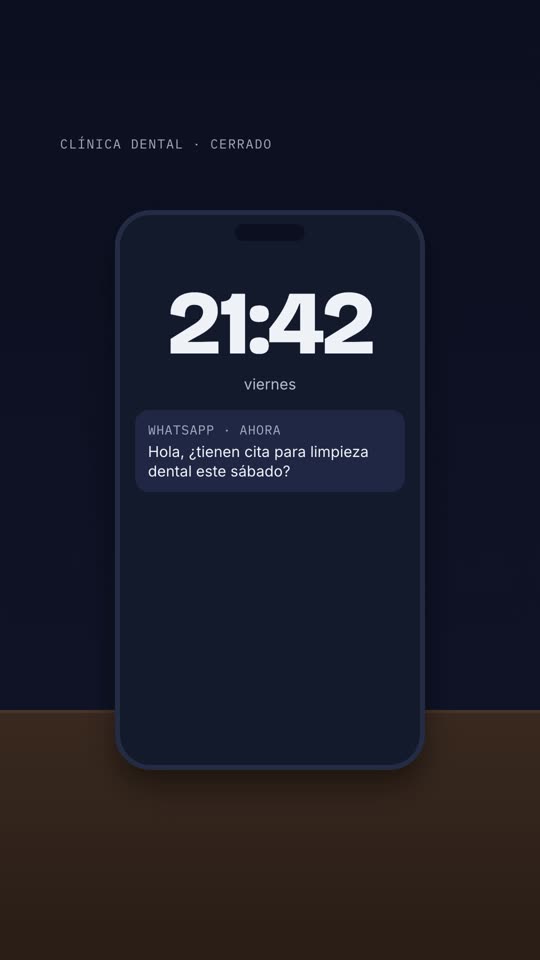 CLÍNICA DENTAL · CERRADO
21:42
viernes
WHATSAPP · AHORA
Hola, ¿tienen cita para limpieza
dental este sábado?